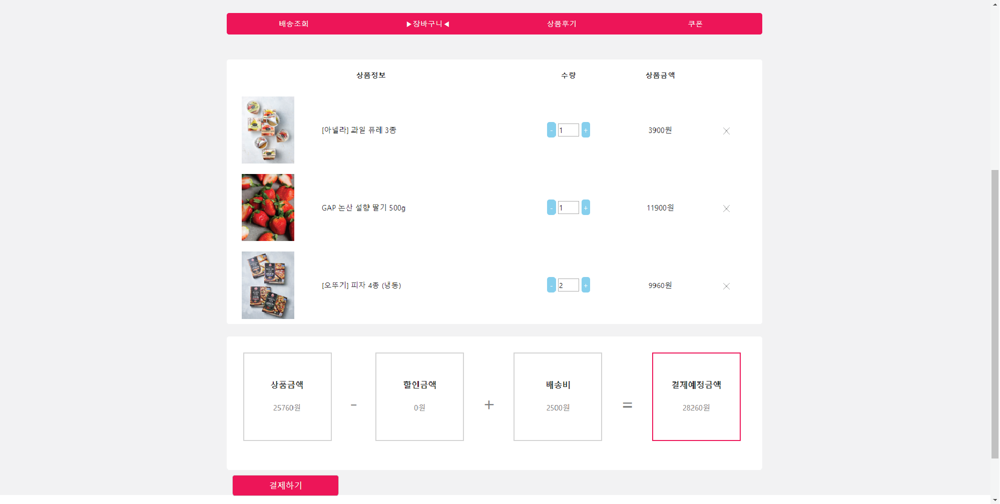 배송조회 ▶장바구니◀ 상품후기 쿠폰
상품정보 수량 상품금액
[아넬라] 과일 퓨레 3종 - 1 + 3900원
GAP 논산 설향 딸기 500g - 1 + 11900원
[오뚜기] 피자 4종 (냉동) - 2 + 9960원
상품금액 할인금액 배송비 결제예정금액
25760원 - 0원 + 2500원 = 28260원
결제하기